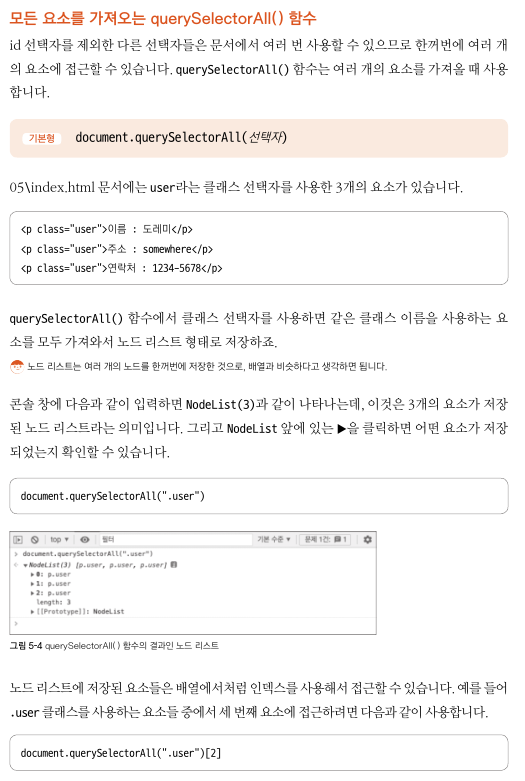 모든 요소를 가져오는 querySelectorAll( ) 함수
id 선택자를 제외한 다른 선택자들은 문서에서 여러 번 사용할 수 있으므로 한꺼번에 여러 개
의 요소에 접근할 수 있습니다. querySelectorAll() 함수는 여러 개의 요소를 가져올 때 사용
합니다.
기본형 document.querySelectorAll(선택자)
05\index.html 문서에는 user라는 클래스 선택자를 사용한 3개의 요소가 있습니다.
<p class="user">이름 : 도레미</p>
<p class="user">주소 : somewhere</p>
<p class="user">연락처 : 1234-5678</p>
querySelectorAll() 함수에서 클래스 선택자를 사용하면 같은 클래스 이름을 사용하는 요
소를 모두 가져와서 노드 리스트 형태로 저장하죠.
노드 리스트는 여러 개의 노드를 한꺼번에 저장한 것으로, 배열과 비슷하다고 생각하면 됩니다.
콘솔 창에 다음과 같이 입력하면 NodeList(3)과 같이 나타나는데, 이것은 3개의 요소가 저장
된 노드 리스트라는 의미입니다. 그리고 NodeList 앞에 있는 ▶을 클릭하면 어떤 요소가 저장
되었는지 확인할 수 있습니다.
document.querySelectorAll(".user")
top ▼ 필터 기본 수준 ▼ 문제 1건: 1
> document.querySelectorAll(".user")
▼NodeList(3) [p.user, p.user, p.user]
▶0: p.user
▶1: p.user
▶2: p.user
length: 3
▶[[Prototype]]: NodeList
>
그림 5-4 querySelectorAll( ) 함수의 결과인 노드 리스트
노드 리스트에 저장된 요소들은 배열에서처럼 인덱스를 사용해서 접근할 수 있습니다. 예를 들어
.user 클래스를 사용하는 요소들 중에서 세 번째 요소에 접근하려면 다음과 같이 사용합니다.
document.querySelectorAll(".user")[2]